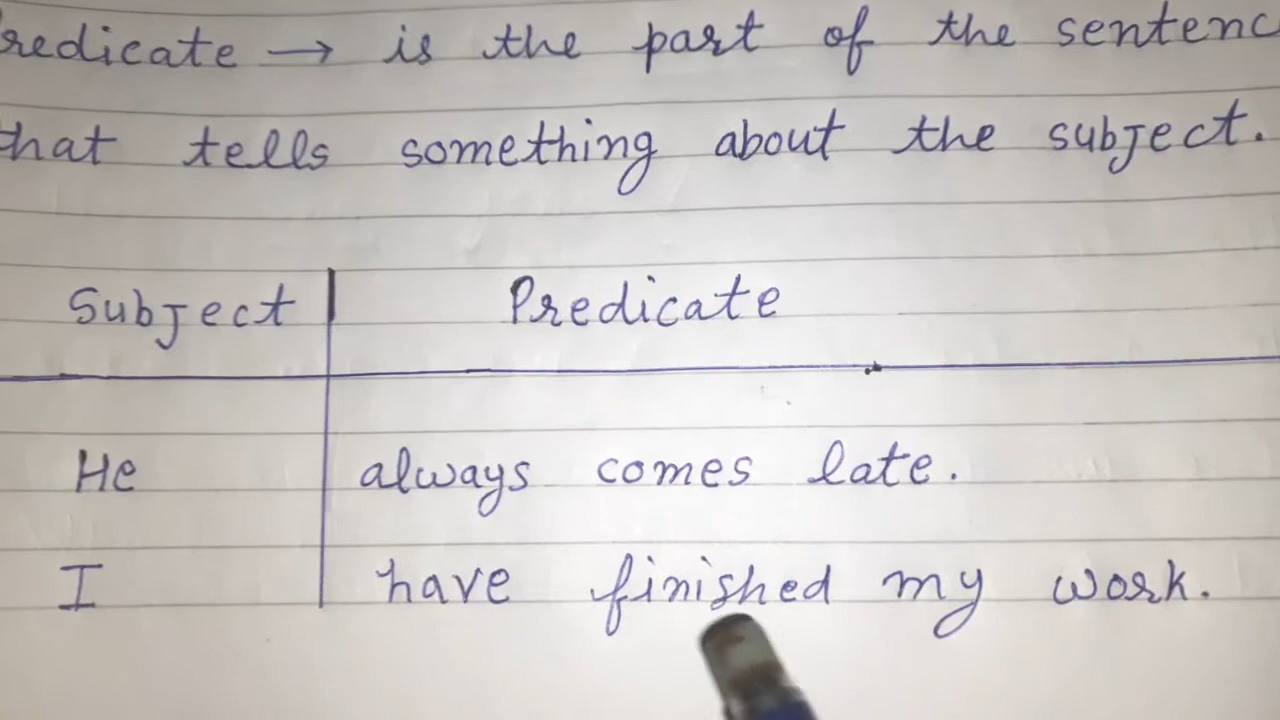 redicate → is the part of the sentenc
that tells something about the subject.
Subject Predicate
He always comes late.
I have finished my work.